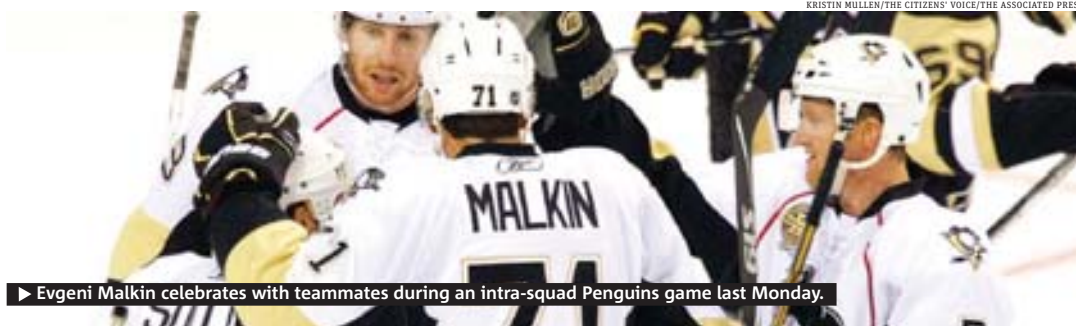 KRISTIN MULLEN/THE CITIZENS' VOICE/THE ASSOCIATED PRES
71
MALKIN
71
▶ Evgeni Malkin celebrates with teammates during an intra-squad Penguins game last Monday.